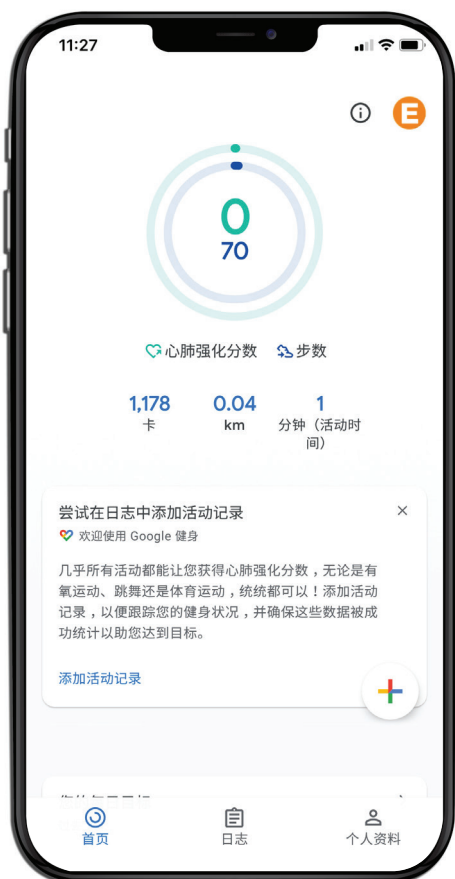 11:27
E
0
70
心肺强化分数 步数
1,178 0.04 1
卡 km 分钟（活动时
间）
尝试在日志中添加活动记录
欢迎使用 Google 健身
几乎所有活动都能让您获得心肺强化分数，无论是有
氧运动、跳舞还是体育运动，统统都可以！添加活动
记录，以便跟踪您的健身状况，并确保这些数据被成
功统计以助您达到目标。
添加活动记录
首页 日志 个人资料